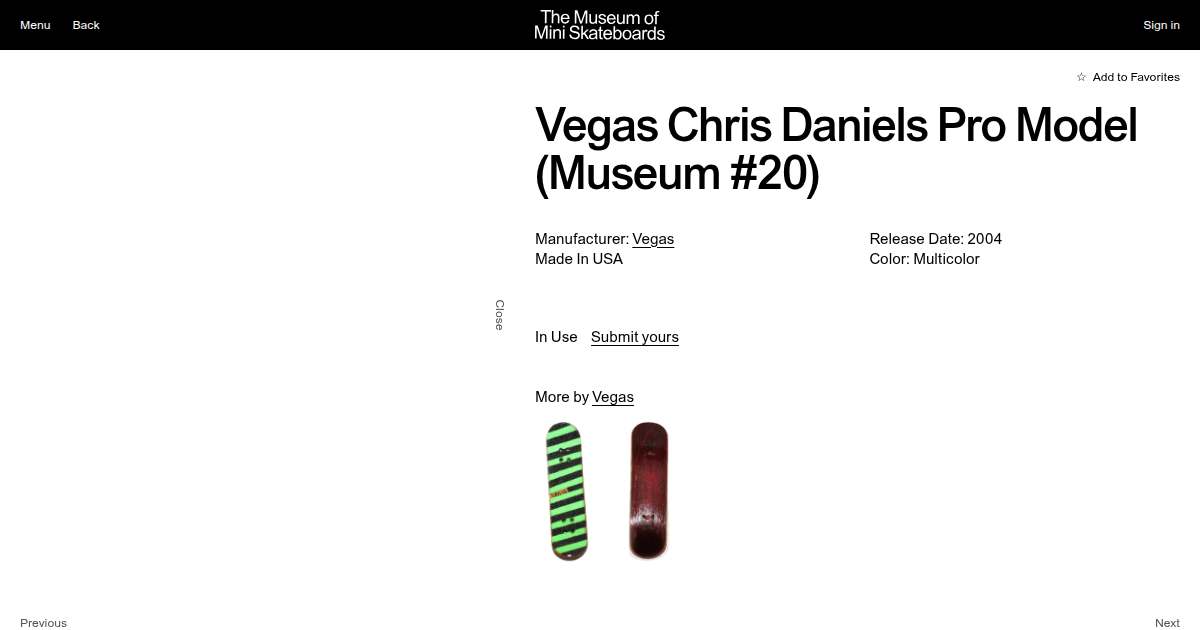 Menu
Back
The Museum of
Mini Skateboards
Sign in
☆ Add to Favorites
Vegas Chris Daniels Pro Model
(Museum #20)
Manufacturer: Vegas
Made In USA
Release Date: 2004
Color: Multicolor
Close
In Use
Submit yours
More by Vegas
Previous
Next